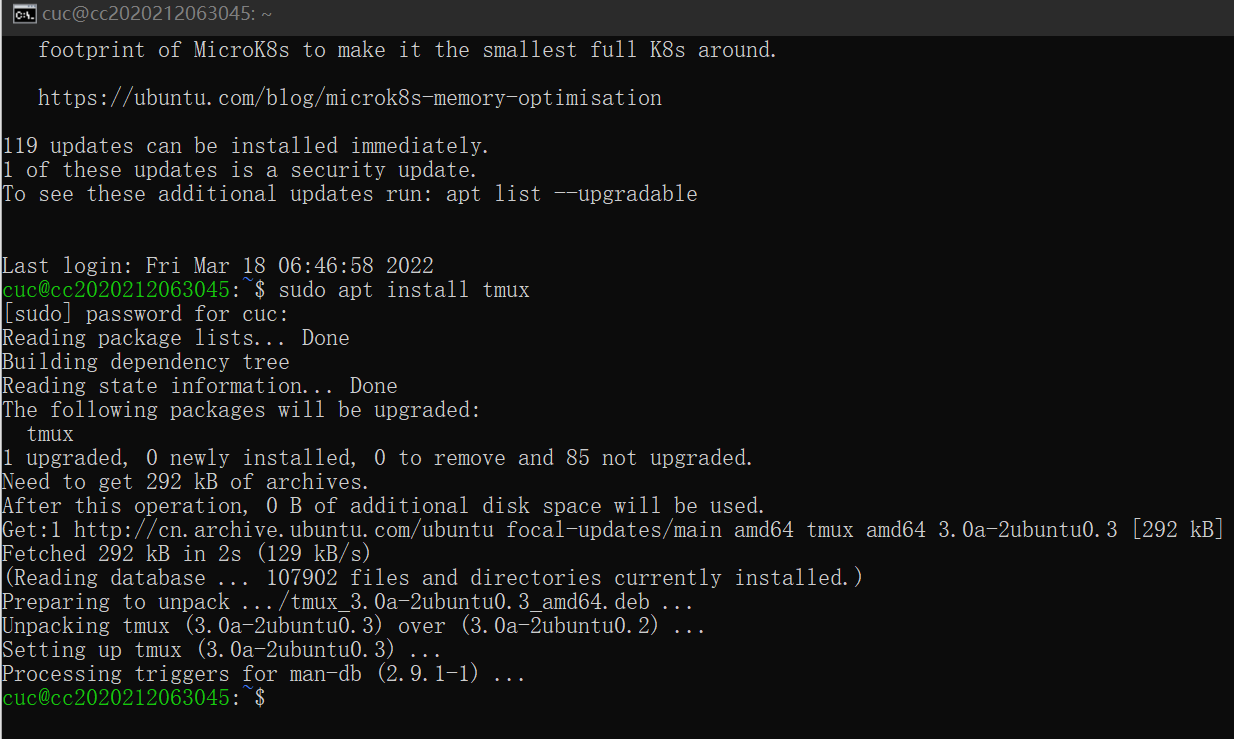 cuc@cc2020212063045: ~
footprint of MicroK8s to make it the smallest full K8s around.
https://ubuntu.com/blog/microk8s-memory-optimisation
119 updates can be installed immediately.
1 of these updates is a security update.
To see these additional updates run: apt list --upgradable
Last login: Fri Mar 18 06:46:58 2022
cuc@cc2020212063045:~$ sudo apt install tmux
[sudo] password for cuc:
Reading package lists... Done
Building dependency tree
Reading state information... Done
The following packages will be upgraded:
tmux
1 upgraded, 0 newly installed, 0 to remove and 85 not upgraded.
Need to get 292 kB of archives.
After this operation, 0 B of additional disk space will be used.
Get:1 http://cn.archive.ubuntu.com/ubuntu focal-updates/main amd64 tmux amd64 3.0a-2ubuntu0.3 [292 kB]
Fetched 292 kB in 2s (129 kB/s)
(Reading database ... 107902 files and directories currently installed.)
Preparing to unpack .../tmux_3.0a-2ubuntu0.3_amd64.deb ...
Unpacking tmux (3.0a-2ubuntu0.3) over (3.0a-2ubuntu0.2) ...
Setting up tmux (3.0a-2ubuntu0.3) ...
Processing triggers for man-db (2.9.1-1) ...
cuc@cc2020212063045:~$